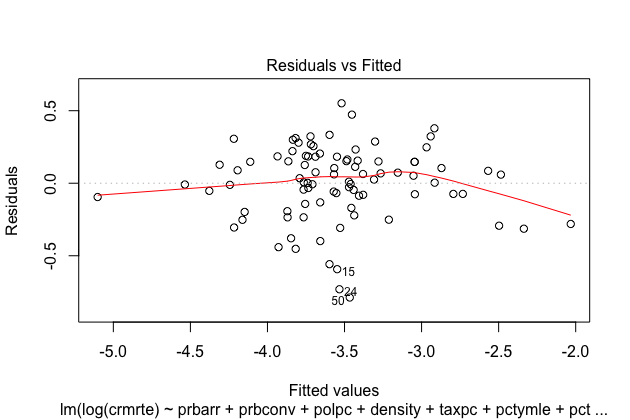 Residuals vs Fitted
Residuals
0.5
0.0
-0.5
15
24
50
-5.0 -4.5 -4.0 -3.5 -3.0 -2.5 -2.0
Fitted values
lm(log(crmrte) ~ prbarr + prbconv + polpc + density + taxpc + pctymle + pct ...